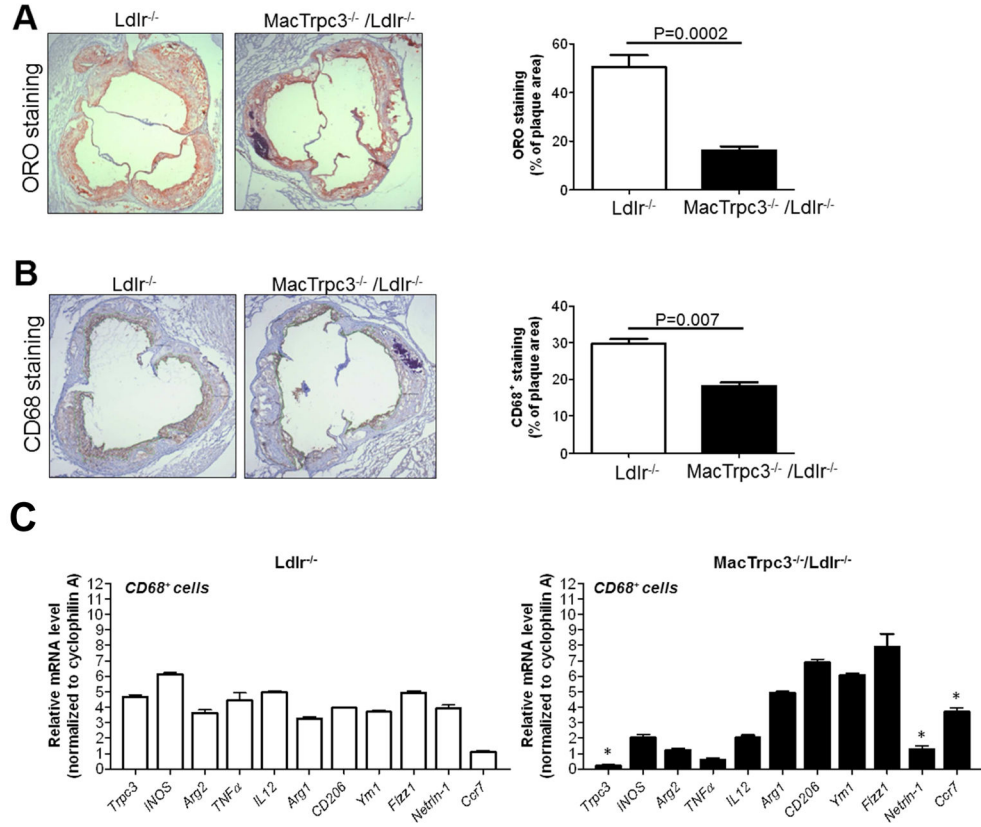 A
Ldlr-/-
MacTrpc3-/- /Ldlr-/-
ORO staining
ORO staining
(% of plaque area)
60
40
20
0
P=0.0002
Ldlr-/-
MacTrpc3-/-/Ldlr-/-
B
Ldlr-/-
MacTrpc3-/- /Ldlr-/-
CD68 staining
CD68+ staining
(% of plaque area)
40
30
20
10
0
P=0.007
Ldlr-/-
MacTrpc3-/- /Ldlr-/-
C
Ldlr-/-
CD68+ cells
Relative mRNA level
(normalized to cyclophilin A)
12
11
10
9
8
7
6
5
4
3
2
1
0
Trpc3
iNOS
Arg2
TNFα
IL12
Arg1
CD206
Ym1
Fizz1
Netrin-1
Ccr7
MacTrpc3-/-/Ldlr-/-
CD68+ cells
Relative mRNA level
(normalized to cyclophilin A)
12
11
10
9
8
7
6
5
4
3
2
1
0
*
*
*
Trpc3
iNOS
Arg2
TNFα
IL12
Arg1
CD206
Ym1
Fizz1
Netrin-1
Ccr7